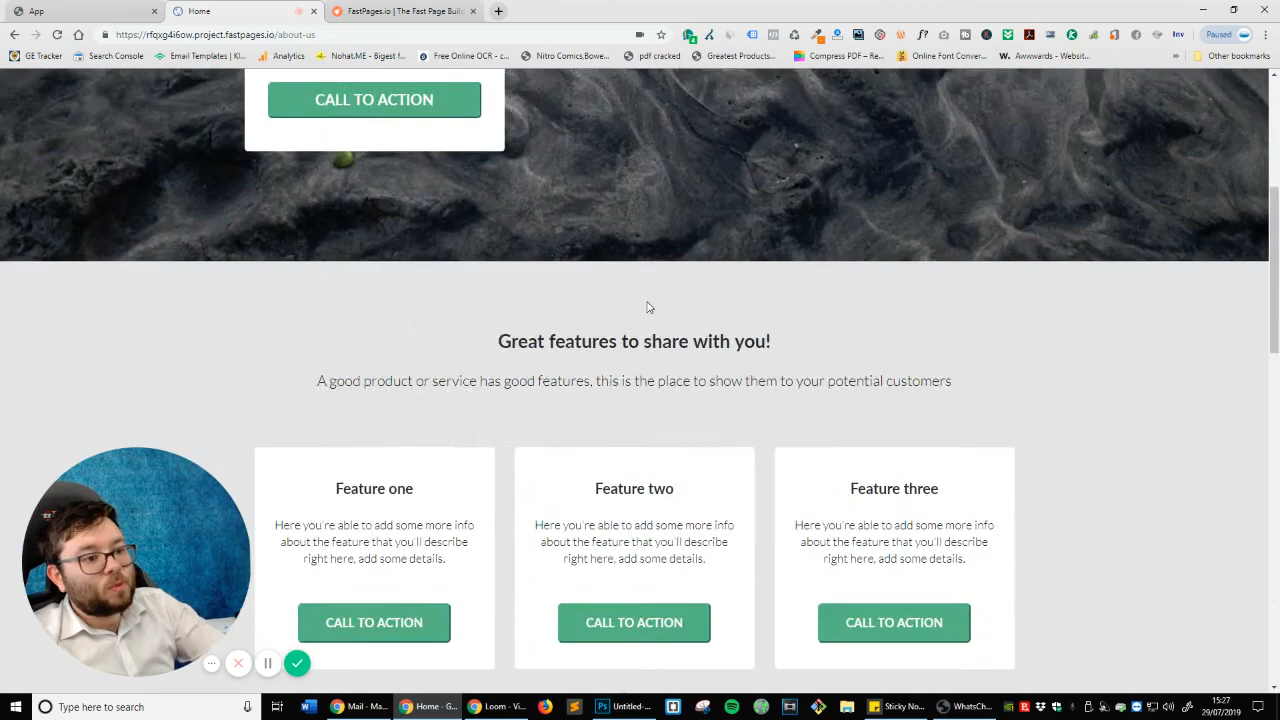 App
Home
FastPages.io | The Fast Page Build
https://rfqxg4i6ow.project.fastpages.io/about-us
Inv
Paused
GE Tracker
Search Console
Email Templates | Kl...
Analytics
NohatME - Bigest f...
Free Online OCR - c...
Nitro Comics,Bowe...
pdf cracked
Greatest Products...
Compress PDF –...
Online Font Conver...
Awwwards - Websit...
Other bookmarks
CALL TO ACTION
Great features to share with you!
A good product or service has good features, this is the place to show them to your potential customers
Feature one
Here you're able to add some more info
about the feature that you'll describe
right here, add some details.
CALL TO ACTION
Feature two
Here you're able to add some more info
about the feature that you'll describe
right here, add some details.
CALL TO ACTION
Feature three
Here you're able to add some more info
about the feature that you'll describe
right here, add some details.
CALL TO ACTION
Type here to search
Mail - Ma...
Home - G...
Loom - Vi...
Untitled-...
Sticky No...
WhatsCh...
15:27
29/07/2019